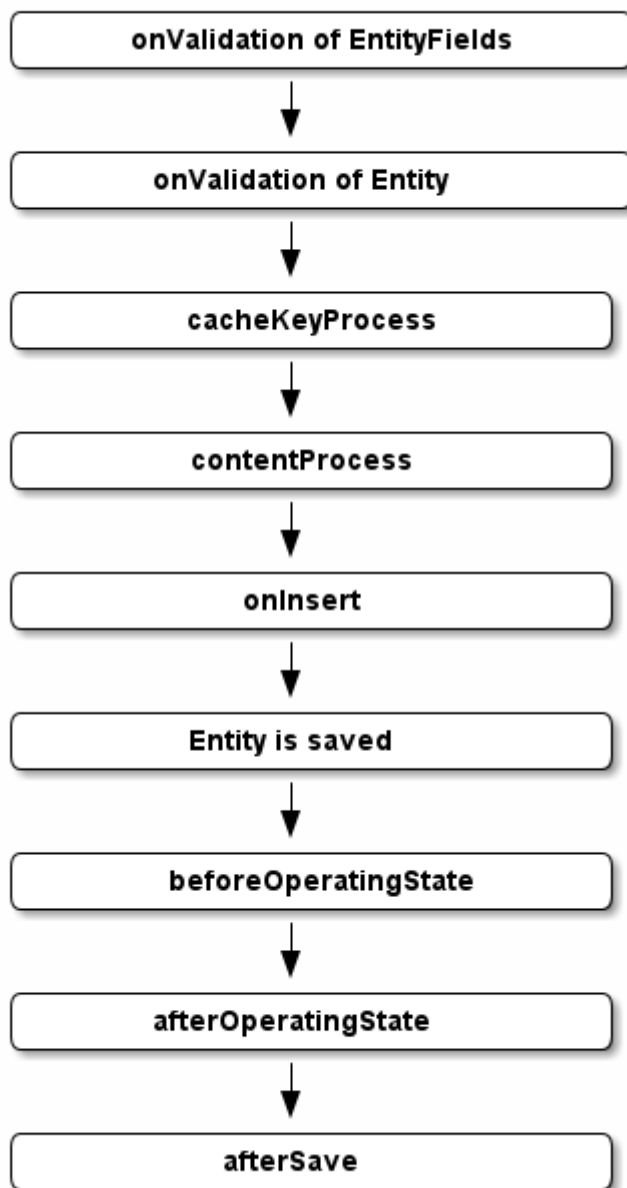 onValidation of EntityFields
onValidation of Entity
cacheKeyProcess
contentProcess
onInsert
Entity is saved
beforeOperatingState
afterOperatingState
afterSave